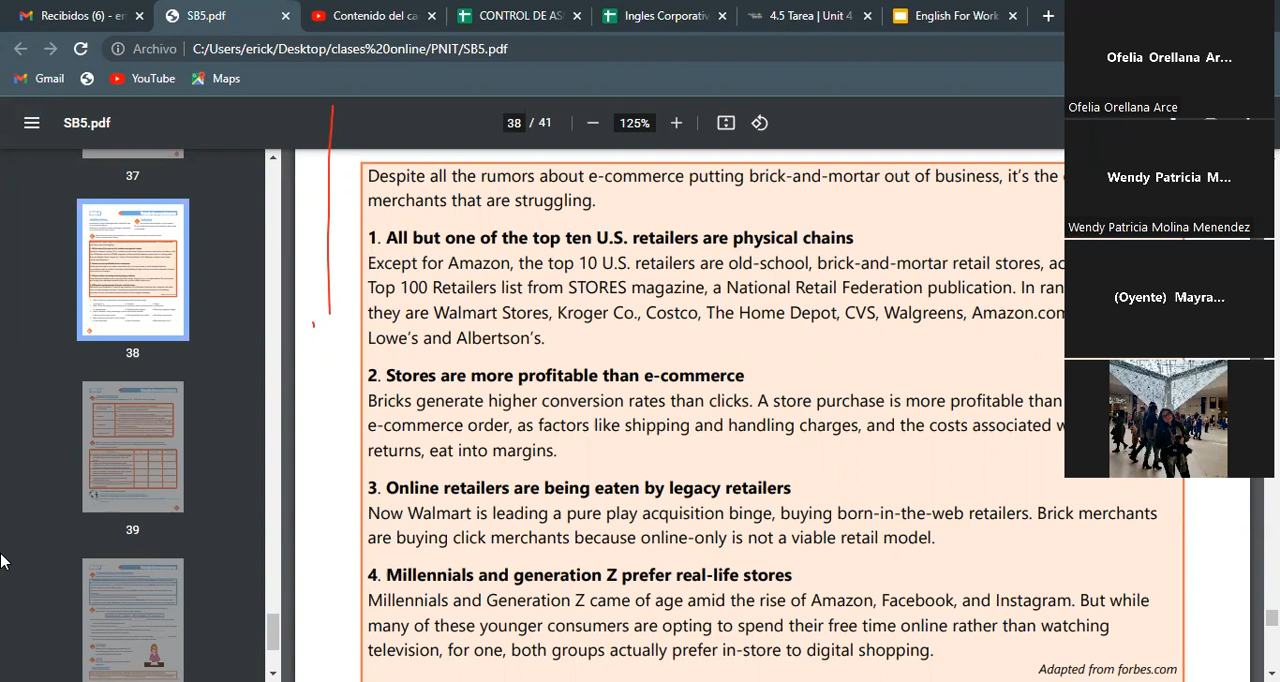 Recibidos (6) - er
SB5.pdf
Contenido del ca
CONTROL DE AS
Ingles Corporativ
4.5 Tarea | Unit 4
English For Work
Archivo
C:/Users/erick/Desktop/clases%20online/PNIT/SB5.pdf
Gmail
YouTube
Maps
SB5.pdf
38 / 41
125%
37
38
39
Despite all the rumors about e-commerce putting brick-and-mortar out of business, it's the
merchants that are struggling.
1. All but one of the top ten U.S. retailers are physical chains
Except for Amazon, the top 10 U.S. retailers are old-school, brick-and-mortar retail stores, ac
Top 100 Retailers list from STORES magazine, a National Retail Federation publication. In ran
they are Walmart Stores, Kroger Co., Costco, The Home Depot, CVS, Walgreens, Amazon.com
Lowe's and Albertson's.
2. Stores are more profitable than e-commerce
Bricks generate higher conversion rates than clicks. A store purchase is more profitable than
e-commerce order, as factors like shipping and handling charges, and the costs associated w
returns, eat into margins.
3. Online retailers are being eaten by legacy retailers
Now Walmart is leading a pure play acquisition binge, buying born-in-the-web retailers. Brick merchants
are buying click merchants because online-only is not a viable retail model.
4. Millennials and generation Z prefer real-life stores
Millennials and Generation Z came of age amid the rise of Amazon, Facebook, and Instagram. But while
many of these younger consumers are opting to spend their free time online rather than watching
television, for one, both groups actually prefer in-store to digital shopping.
Adapted from forbes.com
Ofelia Orellana Ar...
Ofelia Orellana Arce
Wendy Patricia M...
Wendy Patricia Molina Menendez
(Oyente) Mayra...